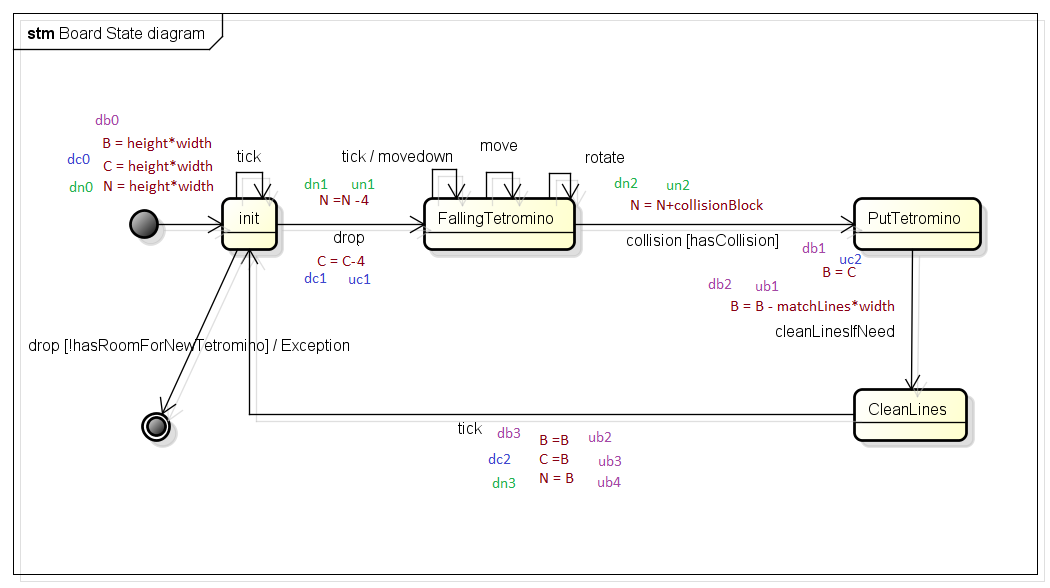 stm Board State diagram
db0
B = height*width
dc0 C = height*width
dn0 N = height*width
tick
tick / movedown
move
rotate
dn1 un1
N =N -4
dn2 un2
N = N+collisionBlock
init
FallingTetromino
PutTetromino
drop
C = C-4
dc1 uc1
collision [hasCollision]
db1
uc2
B = C
db2 ub1
B = B - matchLines*width
cleanLinesIfNeed
drop [!hasRoomForNewTetromino] / Exception
CleanLines
tick db3 B =B ub2
dc2 C =B ub3
dn3 N = B ub4